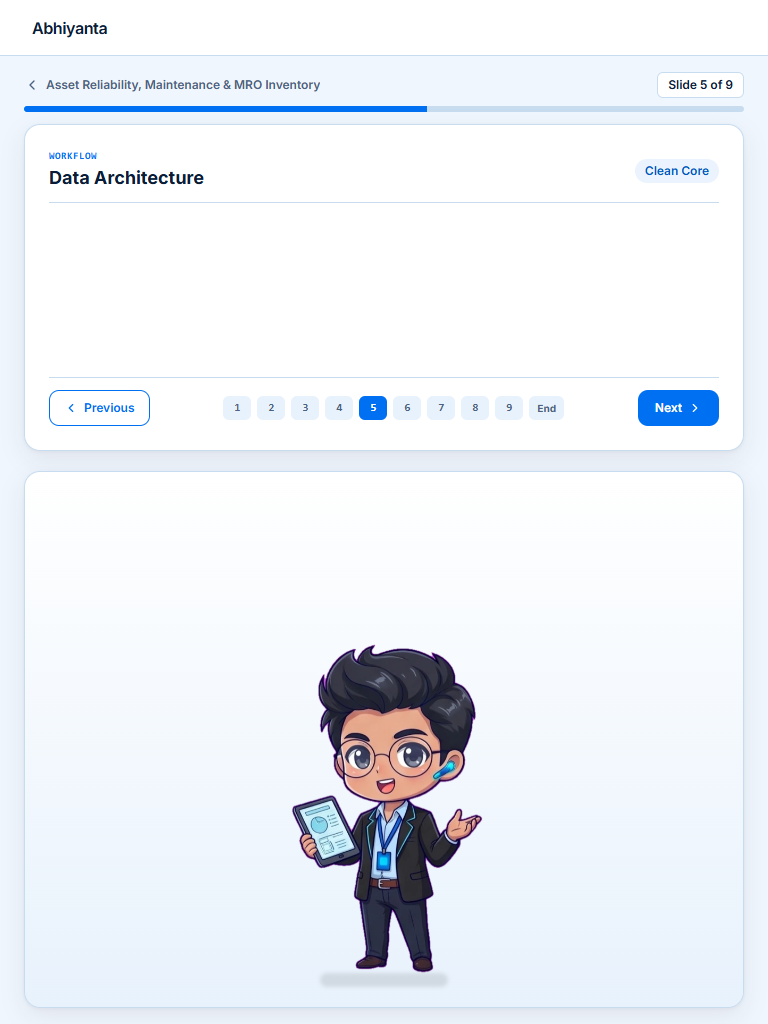 Abhiyanta
Asset Reliability, Maintenance & MRO Inventory
Slide 5 of 9
WORKFLOW
Data Architecture
Clean Core
Previous
1 2 3 4 5 6 7 8 9 End
Next